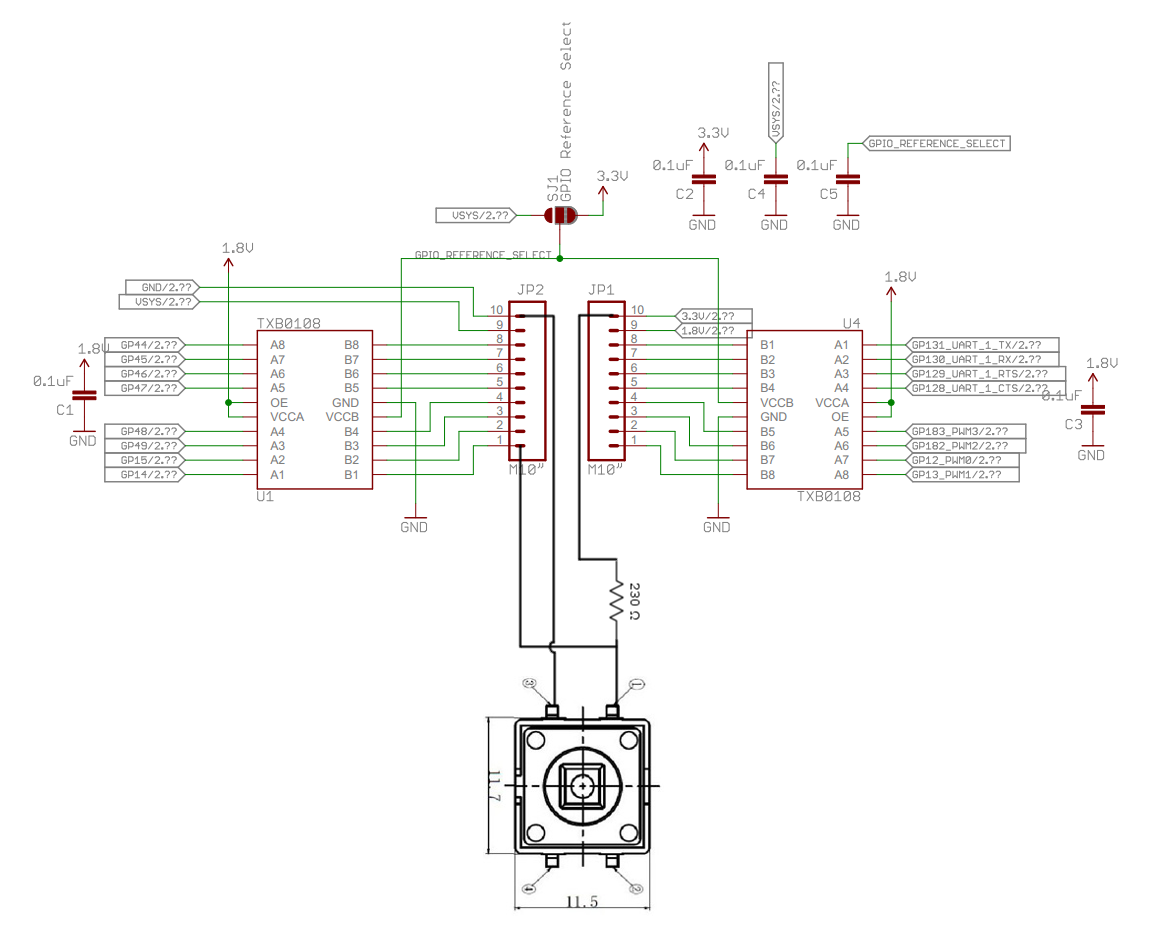 GPIO Reference Select
SJ1
VSYS/2.??
3.3V
VSYS/2.??
3.3V
0.1uF
C2
GND
0.1uF
C4
GND
0.1uF
C5
GND
GPIO_REFERENCE_SELECT
GPIO_REFERENCE_SELECT
1.8V
GND/2.??
VSYS/2.??
TXB0108
GP44/2.??
GP45/2.??
GP46/2.??
GP47/2.??
GP48/2.??
GP49/2.??
GP15/2.??
GP14/2.??
1.8V
0.1uF
C1
GND
A8 B8
A7 B7
A6 B6
A5 B5
OE GND
VCCA VCCB
A4 B4
A3 B3
A2 B2
A1 B1
U1
GND
JP2
10
9
8
7
6
5
4
3
2
1
M10"
JP1
10
9
8
7
6
5
4
3
2
1
M10"
3.3V/2.??
1.8V/2.??
U4
B1 A1
B2 A2
B3 A3
B4 A4
VCCB VCCA
GND OE
B5 A5
B6 A6
B7 A7
B8 A8
TXB0108
GND
1.8V
GP131_UART_1_TX/2.??
GP130_UART_1_RX/2.??
GP129_UART_1_RTS/2.??
GP128_UART_1_CTS/2.??
GP183_PWM3/2.??
GP182_PWM2/2.??
GP12_PWM0/2.??
GP13_PWM1/2.??
1.8V
0.1uF
C3
GND
230 Ω
3
1
11.7
4
2
11.5